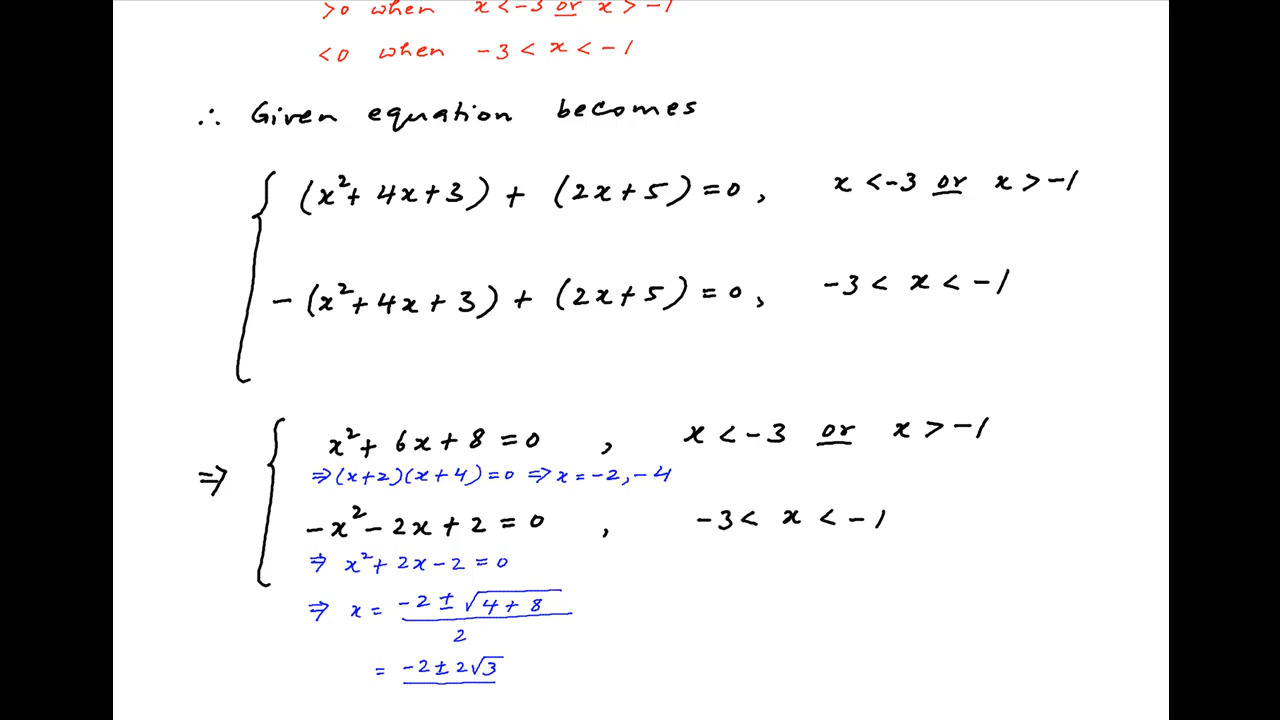 >0 when x < -3 or x > -1
<0 when -3 < x < -1
∴ Given equation becomes
(x²+ 4x+3) + (2x+5) = 0, x < -3 or x > -1
-(x²+4x+3) + (2x+5) = 0, -3 < x < -1
⇒ x²+ 6x+8 = 0, x < -3 or x > -1
⇒(x+2)(x+4) = 0 ⇒ x = -2, -4
-x² - 2x + 2 = 0, -3 < x < -1
⇒ x²+ 2x - 2 = 0
⇒ x = (-2 ± √(4 + 8))/2
= -2 ± 2√3